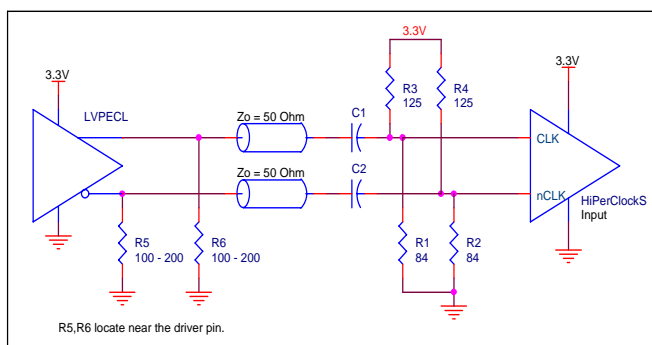 3.3V
3.3V
3.3V
LVPECL
R3
125
R4
125
Zo = 50 Ohm
C1
CLK
Zo = 50 Ohm
C2
nCLK
HiPerClockS
Input
R5
100 - 200
R6
100 - 200
R1
84
R2
84
R5,R6 locate near the driver pin.